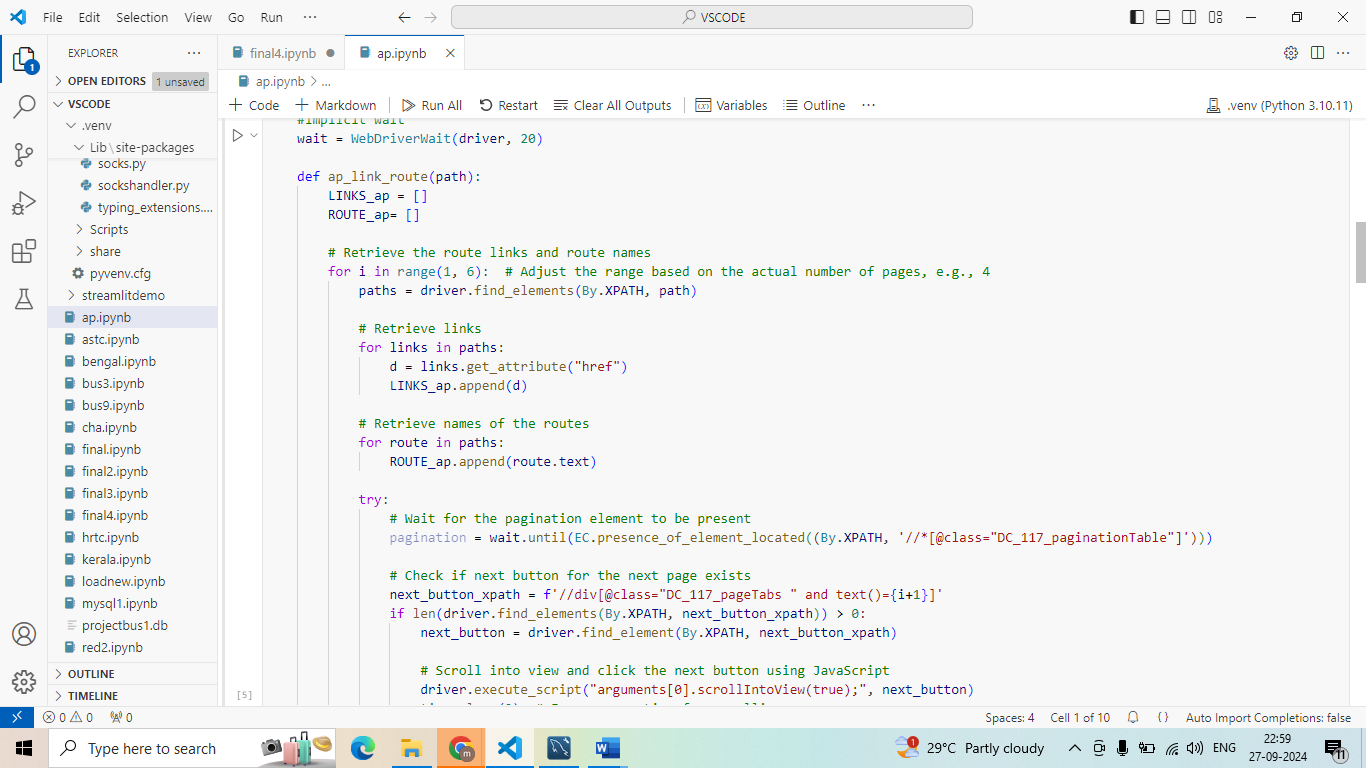 File Edit Selection View Go Run ···
VSCODE
1
EXPLORER ···
OPEN EDITORS 1 unsaved
VSCODE
.venv
Lib \ site-packages
socks.py
sockshandler.py
typing_extensions....
Scripts
share
pyvenv.cfg
streamlitdemo
ap.ipynb
astc.ipynb
bengal.ipynb
bus3.ipynb
bus9.ipynb
cha.ipynb
final.ipynb
final2.ipynb
final3.ipynb
final4.ipynb
hrtc.ipynb
kerala.ipynb
loadnew.ipynb
mysql1.ipynb
projectbus1.db
red2.ipynb
OUTLINE
TIMELINE
final4.ipynb ap.ipynb
ap.ipynb > ...
Code Markdown Run All Restart Clear All Outputs Variables Outline ··· .venv (Python 3.10.11)
#implicit wait
wait = WebDriverWait(driver, 20)
def ap_link_route(path):
LINKS_ap = []
ROUTE_ap= []
# Retrieve the route links and route names
for i in range(1, 6):  # Adjust the range based on the actual number of pages, e.g., 4
paths = driver.find_elements(By.XPATH, path)
# Retrieve links
for links in paths:
d = links.get_attribute("href")
LINKS_ap.append(d)
# Retrieve names of the routes
for route in paths:
ROUTE_ap.append(route.text)
try:
# Wait for the pagination element to be present
pagination = wait.until(EC.presence_of_element_located((By.XPATH, '//*[@class="DC_117_paginationTable"]')))
# Check if next button for the next page exists
next_button_xpath = f'//div[@class="DC_117_pageTabs " and text()={i+1}]'
if len(driver.find_elements(By.XPATH, next_button_xpath)) > 0:
next_button = driver.find_element(By.XPATH, next_button_xpath)
# Scroll into view and click the next button using JavaScript
driver.execute_script("arguments[0].scrollIntoView(true);", next_button)
[5]
0 0 0 Spaces: 4 Cell 1 of 10 {} Auto Import Completions: false
Type here to search
1 29°C Partly cloudy ENG 22:59
27-09-2024
11